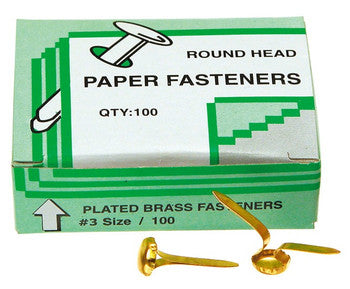 ROUND HEAD
PAPER FASTENERS
QTY:100
PLATED BRASS FASTENERS
#3 Size / 100